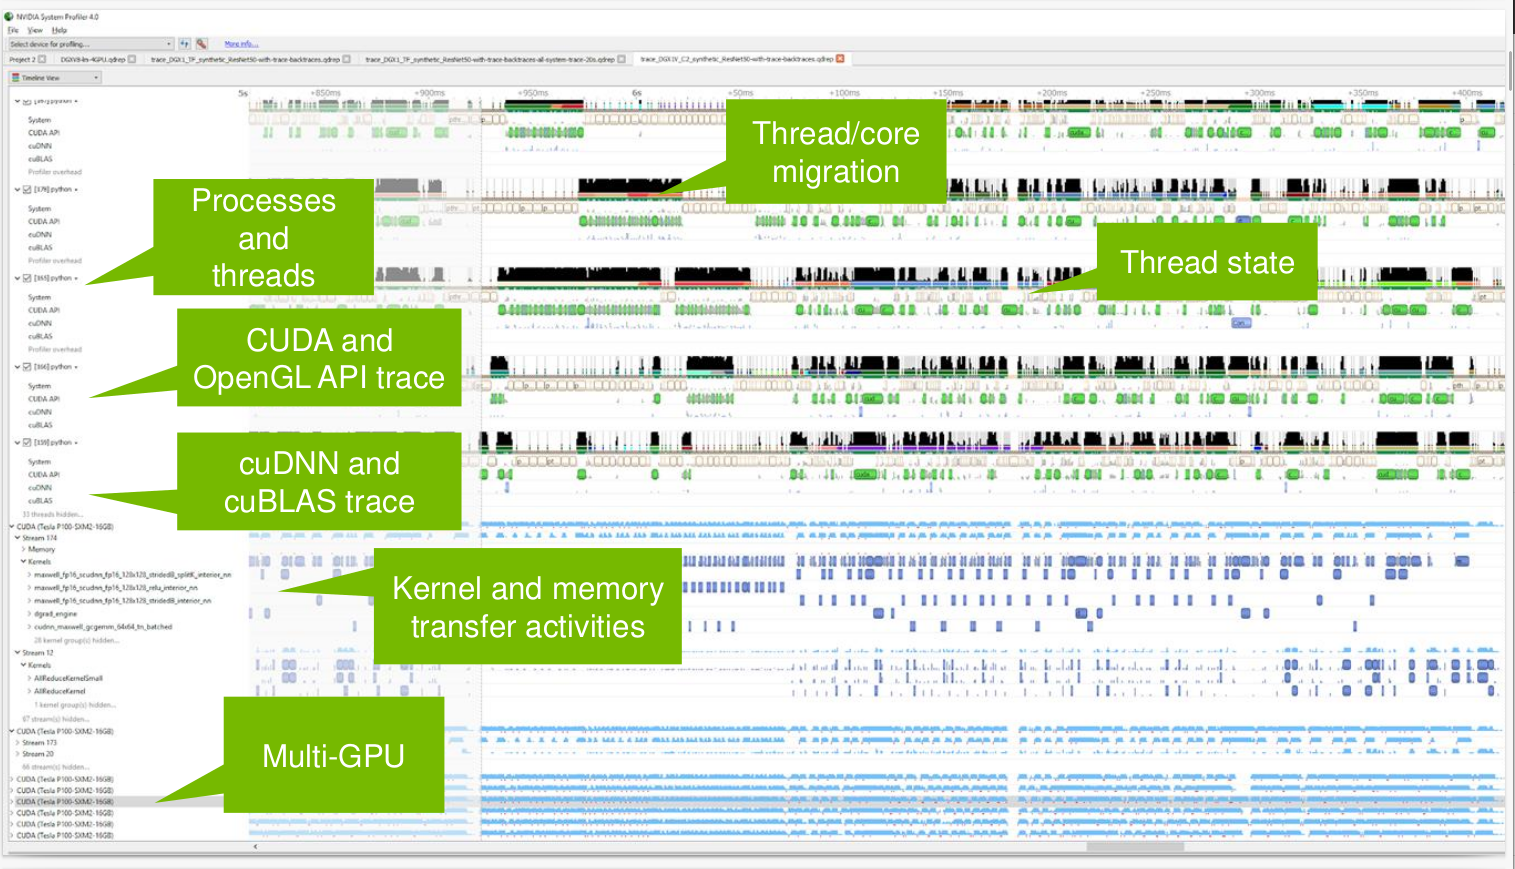 NVIDIA System Profiler 4.0
File View Help
Select device for profiling...
More info...
Project 2
DGXV8-lrs-4GPU.qdrep
trace_DGX1_TF_synthetic_ResNet50-with-trace-backtraces.qdrep
trace_DGX1_TF_synthetic_ResNet50-with-trace-backtraces-all-system-trace-20s.qdrep
trace_DGX1V_C2_synthetic_ResNet50-with-trace-backtraces.qdrep
Timeline View
5s +850ms +900ms +950ms 6s +50ms +100ms +150ms +200ms +250ms +300ms +350ms +400ms
python
System
CUDA API
cuDNN
cuBLAS
Profiler overhead
[179] python
System
CUDA API
cuDNN
cuBLAS
Profiler overhead
[153] python
System
CUDA API
cuDNN
cuBLAS
Profiler overhead
[166] python
System
CUDA API
cuDNN
cuBLAS
[159] python
System
CUDA API
cuDNN
cuBLAS
33 threads hidden...
CUDA (Tesla P100-SXM2-16GB)
Stream 174
Memory
Kernels
maxwell_fp16_scudnn_fp16_128x128_stridedB_splitK_interior_nn
maxwell_fp16_scudnn_fp16_128x128_relu_interior_nn
maxwell_fp16_scudnn_fp16_128x128_stridedB_interior_nn
dgrad_engine
cudnn_maxwell_gcgemm_64x64_tn_batched
28 kernel group(s) hidden...
Stream 12
Kernels
AllReduceKernelSmall
AllReduceKernel
1 kernel group(s) hidden...
67 stream(s) hidden...
CUDA (Tesla P100-SXM2-16GB)
Stream 173
Stream 20
66 stream(s) hidden...
CUDA (Tesla P100-SXM2-16GB)
CUDA (Tesla P100-SXM2-16GB)
CUDA (Tesla P100-SXM2-16GB)
CUDA (Tesla P100-SXM2-16GB)
CUDA (Tesla P100-SXM2-16GB)
CUDA (Tesla P100-SXM2-16GB)
Thread/core
migration
Processes
and
threads
Thread state
CUDA and
OpenGL API trace
cuDNN and
cuBLAS trace
Kernel and memory
transfer activities
Multi-GPU